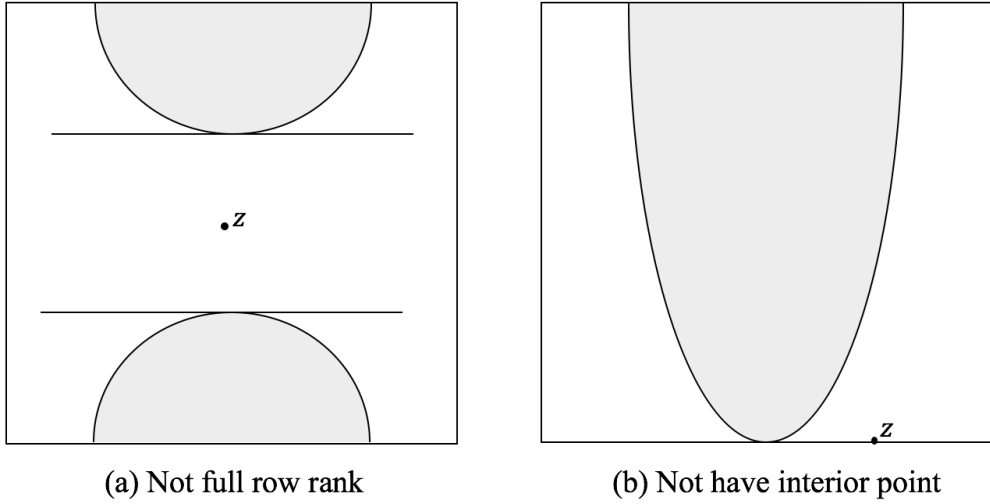 z
z
(a) Not full row rank
(b) Not have interior point